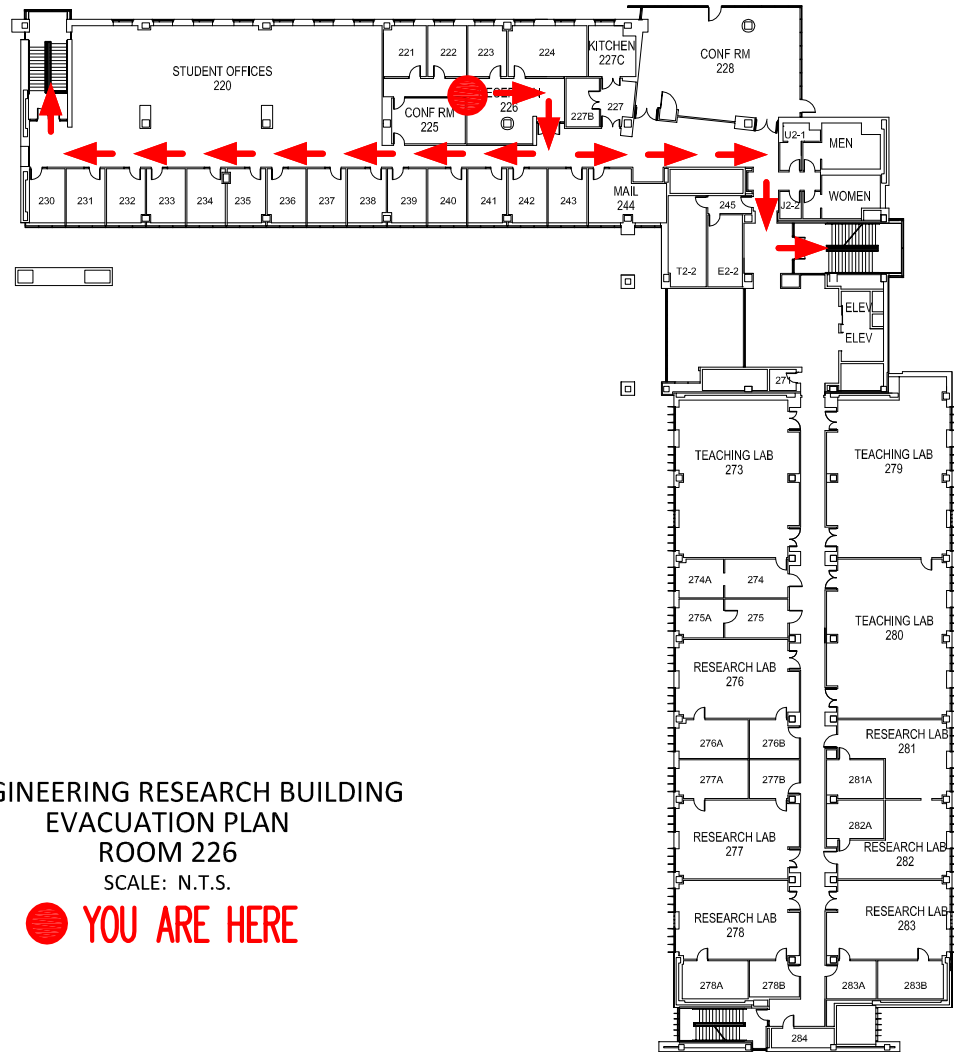 221
222
223
224
KITCHEN
227C
CONF RM
228
STUDENT OFFICES
220
CONF RM
225
226
227B
227
U2-1
MEN
WOMEN
J2-2
230
231
232
233
234
235
236
237
238
239
240
241
242
243
MAIL
244
245
T2-2
E2-2
ELEV
ELEV
271
TEACHING LAB
273
TEACHING LAB
279
274A
274
275A
275
TEACHING LAB
280
RESEARCH LAB
276
276A
276B
RESEARCH LAB
281
277A
277B
281A
282A
RESEARCH LAB
277
RESEARCH LAB
282
RESEARCH LAB
278
RESEARCH LAB
283
278A
278B
283A
283B
284
GINEERING RESEARCH BUILDING
EVACUATION PLAN
ROOM 226
SCALE: N.T.S.
YOU ARE HERE